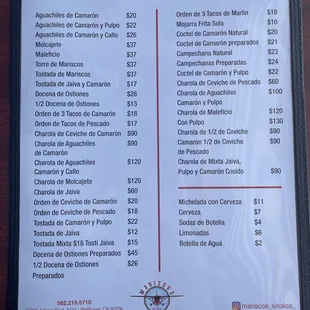 Aguachiles de Camarón $20
Aguachiles de Camarón y Pulpo $22
Aguachiles de Camarón y Callo $26
Molcajete $37
Maleficio $37
Torre de Mariscos $37
Tostada de Mariscos $37
Tostada de Jaiva y Camarón $17
Docena de Ostiones $26
1/2 Docena de Ostiones $13
Orden de 3 Tacos de Camarón $18
Orden de Tacos de Pescado $17
Charola de Ceviche de Camarón $90
Charola de Aguachiles $90
de Camarón
Charola de Aguachiles $120
Camarón y Callo
Charola de Molcajete $120
Charola de Jaiva $60
Orden de Ceviche de Camarón $20
Orden de Ceviche de Pescado $18
Tostada de Camarón y Pulpo $22
Tostada de Jaiva $12
Tostada Mixta $18 Tosti Jaiva $15
Docena de Ostiones Preparados $45
1/2 Docena de Ostiones $26
Preparados
Orden de 3 Tacos de Marlin $18
Mojarra Frita Sola $10
Coctel de Camarón Natural $20
Coctel de Camarón preparados $21
Campechana Natural $23
Campechanas Preparadas $24
Coctel de Camarón y Pulpo $22
Charola de Ceviche de Pescado $60
Charola de Aguachiles $100
Camarón y Pulpo
Charola de Maleficio $120
Con Pulpo $130
Charola de 1/2 de Ceviche $90
Camaron 1/2 de Ceviche $90
de Pescado
Charola de Mixta Jaiva,
Pulpo y Camarón Cosido $90
Michelada con Cerveza $11
Cerveza $7
Sodas de Botella $4
Limonadas $6
Botella de Agua $2
MARISCOS
562.219.5710
mariscos_sinaloa_